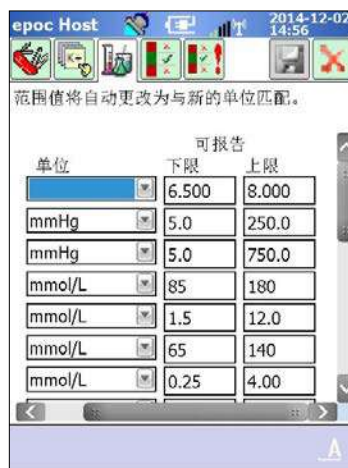 epoc Host 2014-12-02
14:56
范围值将自动更改为与新的单位匹配。
可报告
单位 下限 上限
6.500 8.000
mmHg 5.0 250.0
mmHg 5.0 750.0
mmol/L 85 180
mmol/L 1.5 12.0
mmol/L 65 140
mmol/L 0.25 4.00
A